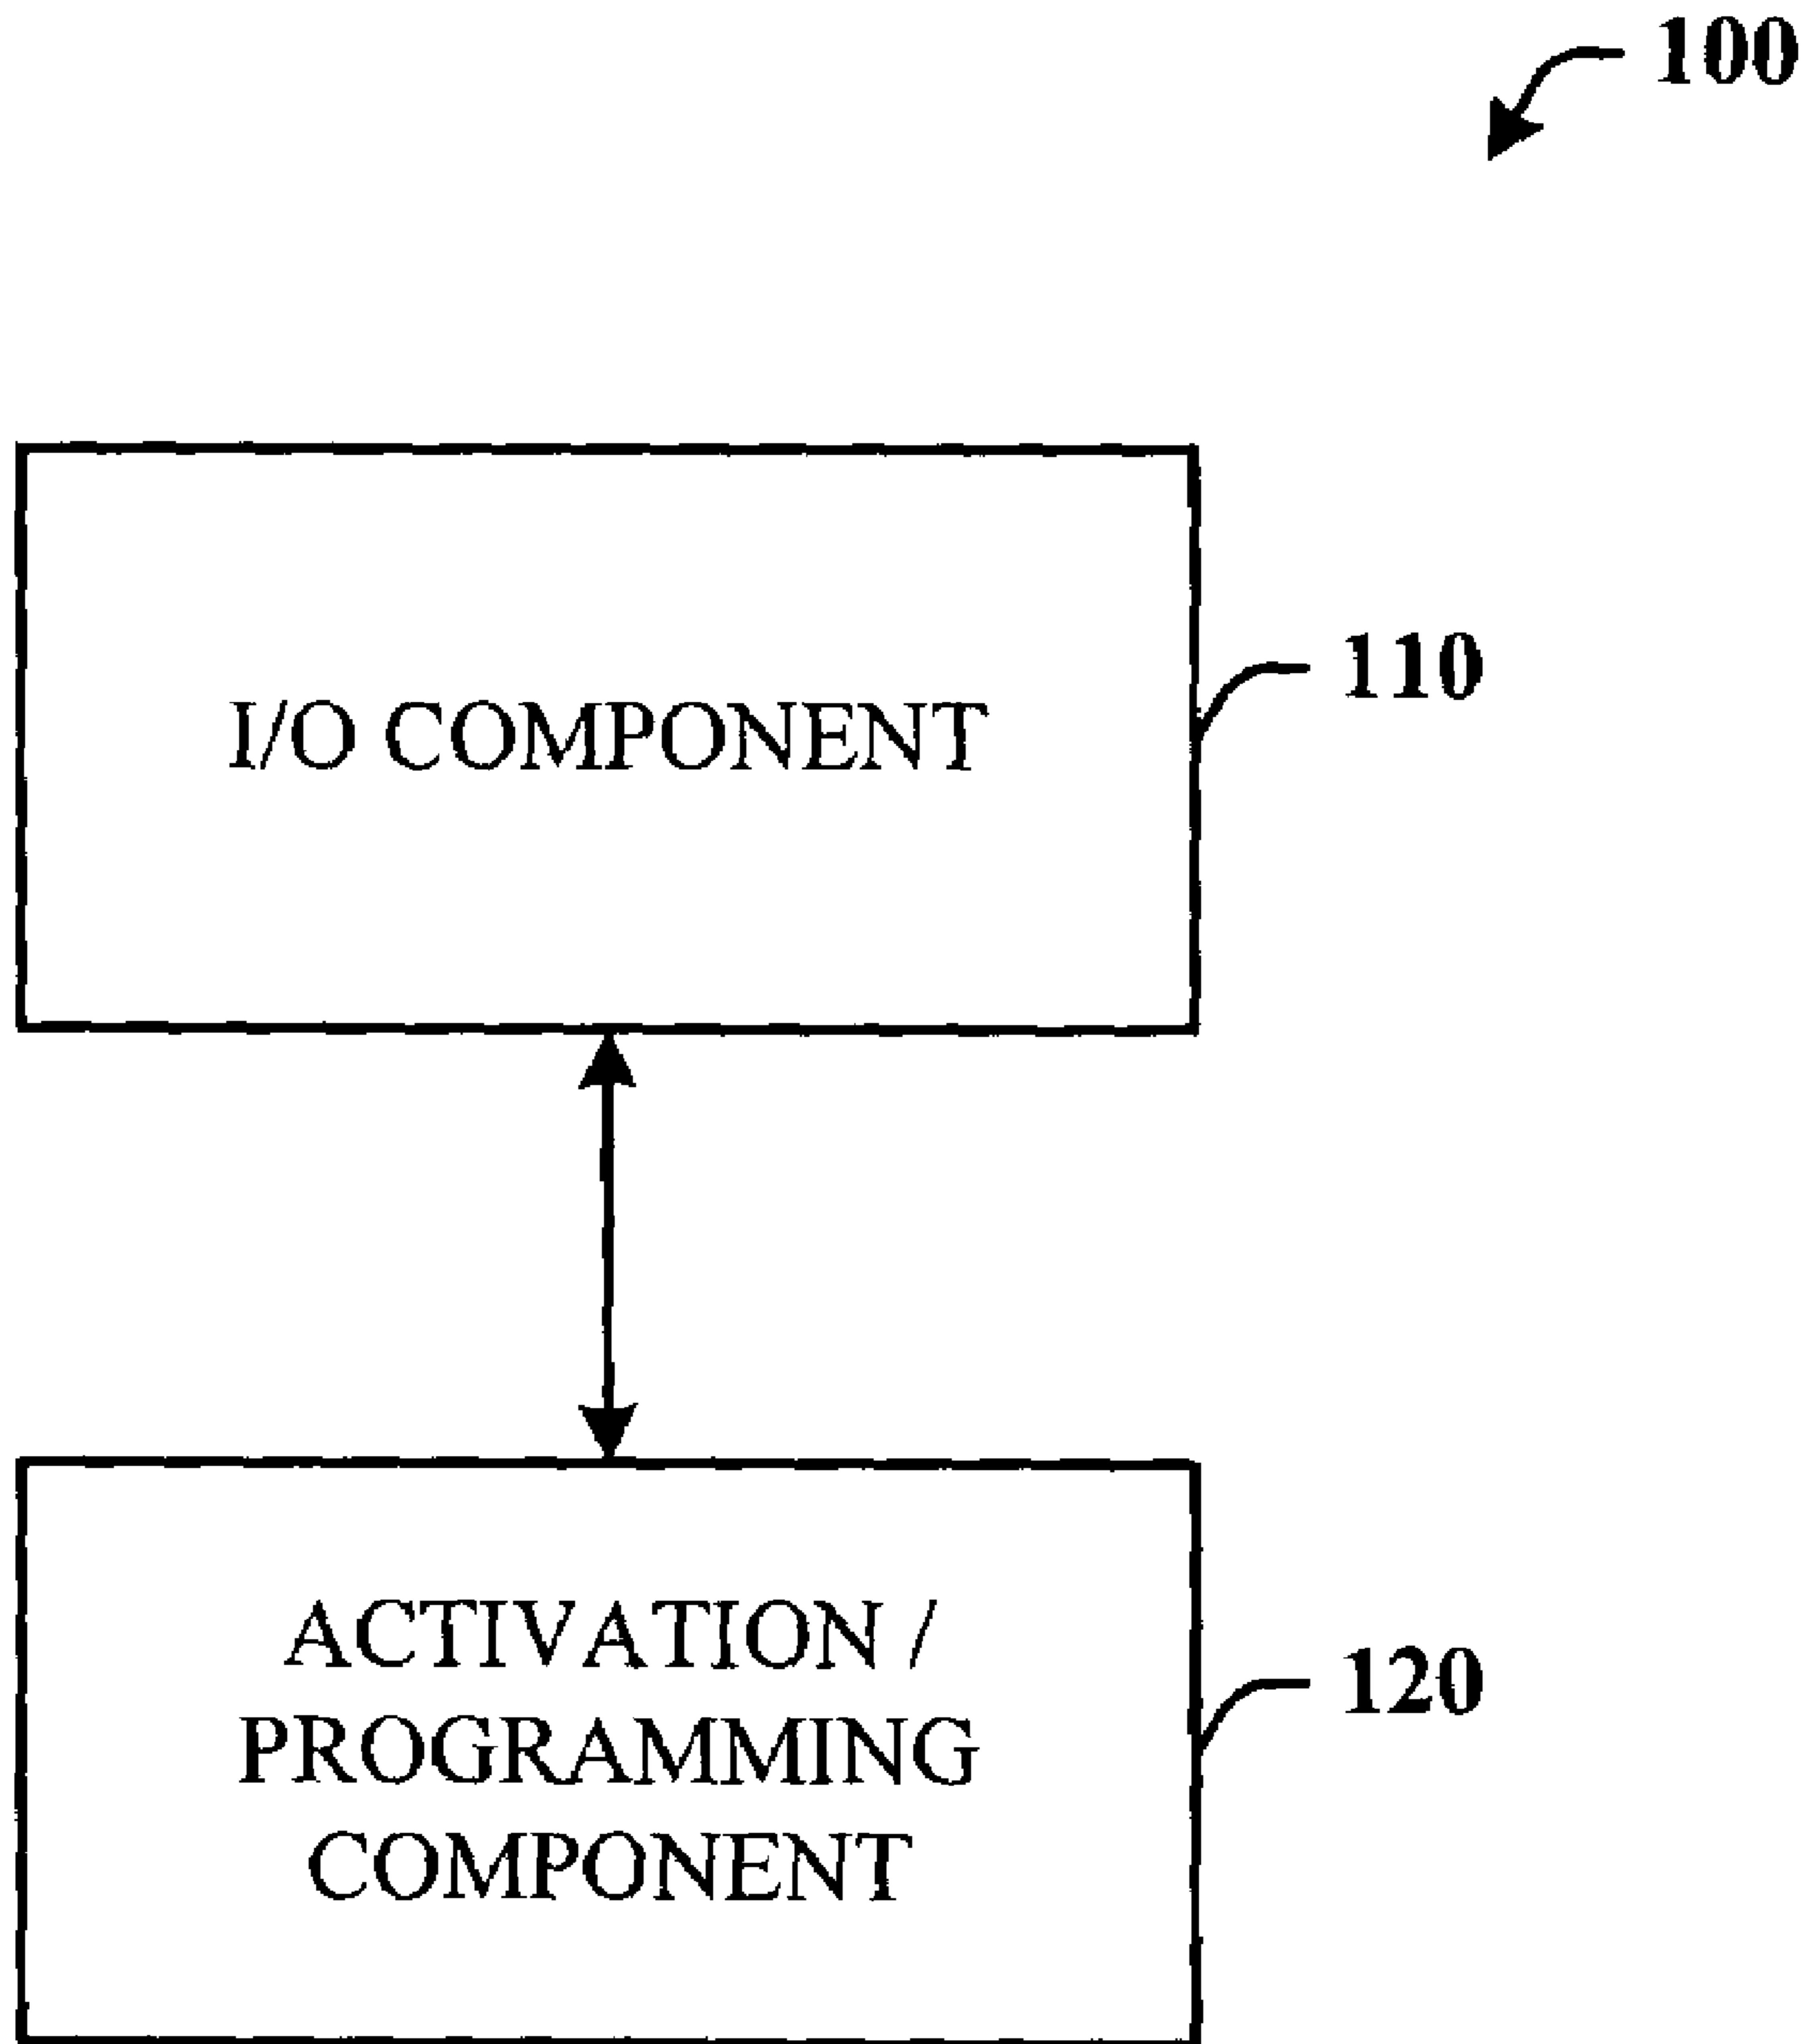 100
I/O COMPONENT
110
ACTIVATION /
PROGRAMMING
COMPONENT
120